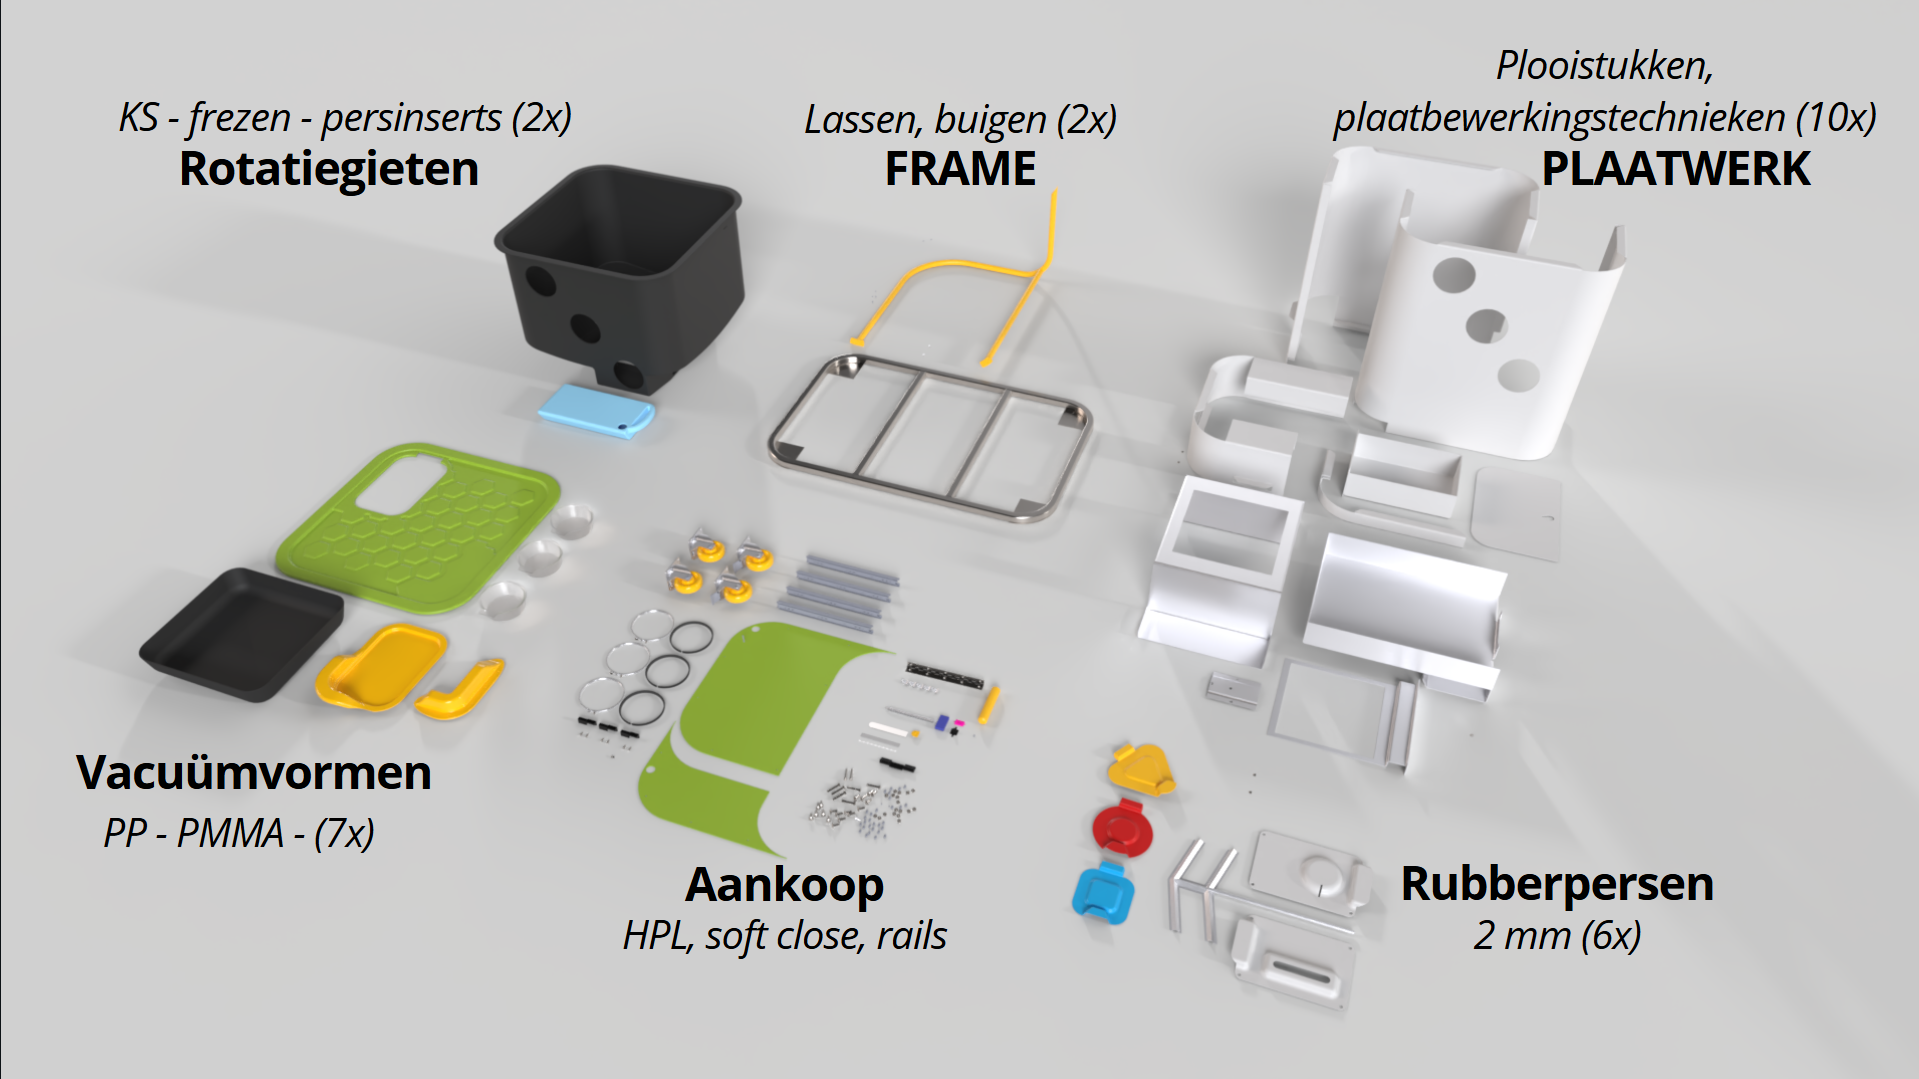 KS - frezen - persinserts (2x)
Rotatiegieten
Lassen, buigen (2x)
FRAME
Plooistukken,
plaatbewerkingstechnieken (10x)
PLAATWERK
Vacuümvormen
PP - PMMA - (7x)
Aankoop
HPL, soft close, rails
Rubberpersen
2 mm (6x)